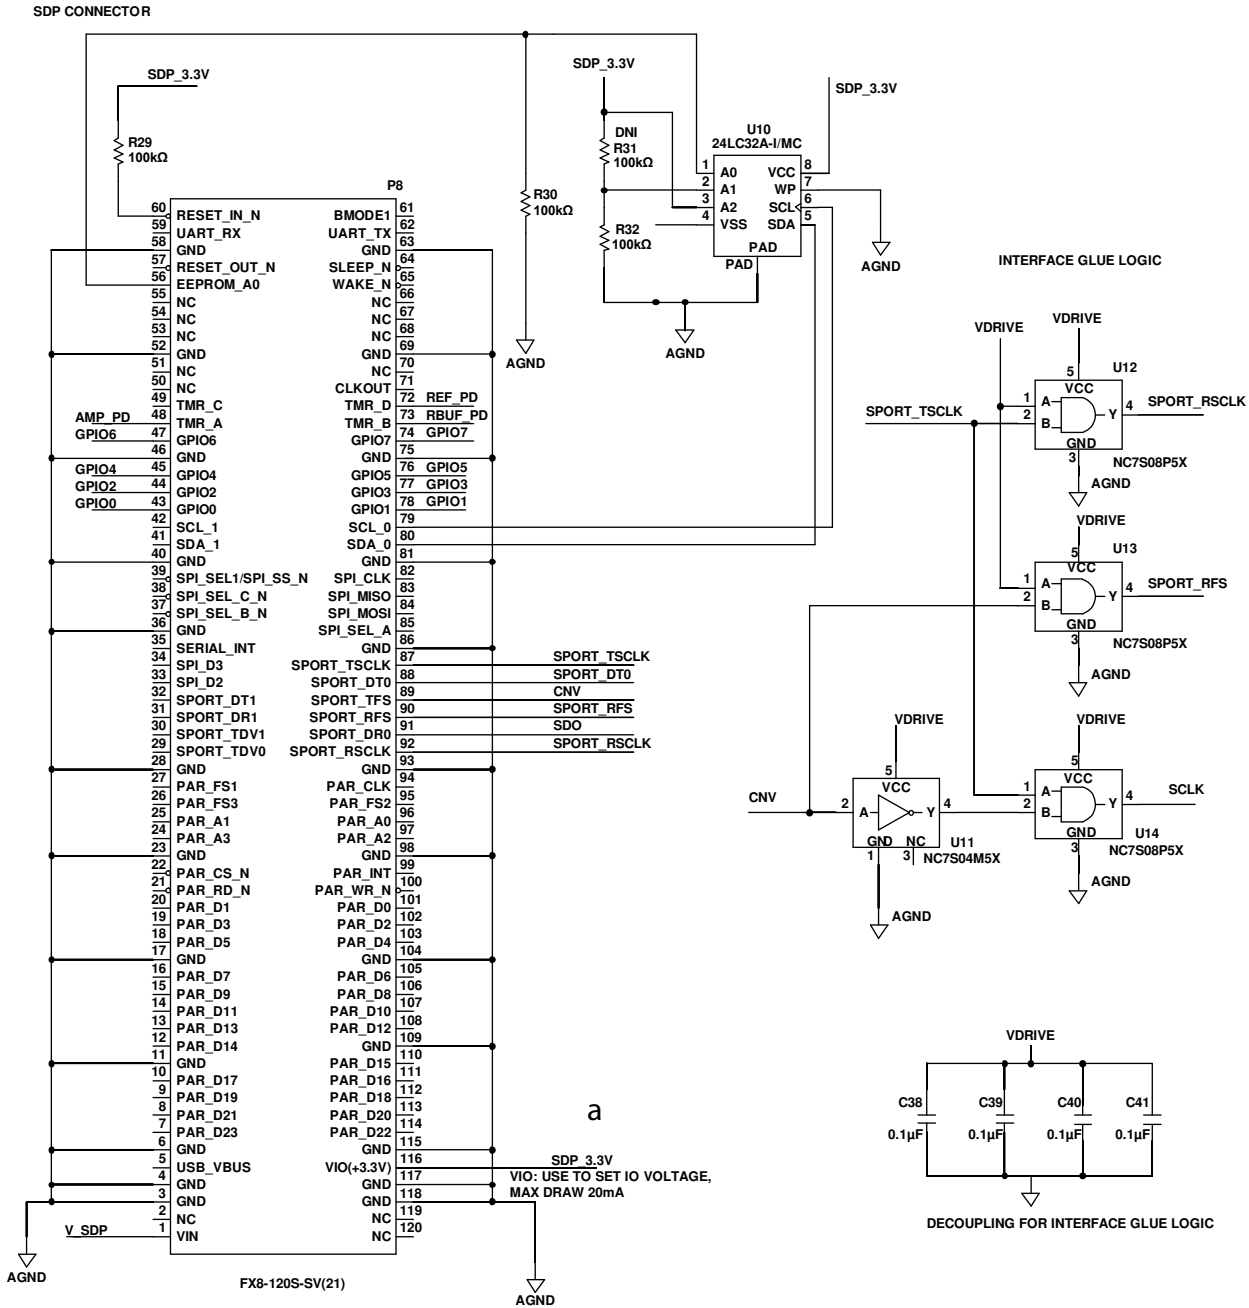 SDP CONNECTOR
SDP_3.3V
R29
100kΩ
SDP_3.3V
DNI
R31
100kΩ
R30
100kΩ
R32
100kΩ
AGND
AGND
SDP_3.3V
U10
24LC32A-I/MC
1 A0 VCC 8
2 A1 WP 7
3 A2 SCL 6
4 VSS SDA 5
PAD
PAD
AGND
P8
60 RESET_IN_N BMODE1 61
59 UART_RX UART_TX 62
58 GND GND 63
57 RESET_OUT_N SLEEP_N 64
56 EEPROM_A0 WAKE_N 65
55 NC NC 66
54 NC NC 67
53 NC NC 68
52 GND GND 69
51 NC NC 70
50 NC CLKOUT 71
49 TMR_C TMR_D 72 REF_PD
AMP_PD 48 TMR_A TMR_B 73 RBUF_PD
GPIO6 47 GPIO6 GPIO7 74 GPIO7
46 GND GND 75
GPIO4 45 GPIO4 GPIO5 76 GPIO5
GPIO2 44 GPIO2 GPIO3 77 GPIO3
GPIO0 43 GPIO0 GPIO1 78 GPIO1
42 SCL_1 SCL_0 79
41 SDA_1 SDA_0 80
40 GND GND 81
39 SPI_SEL1/SPI_SS_N SPI_CLK 82
38 SPI_SEL_C_N SPI_MISO 83
37 SPI_SEL_B_N SPI_MOSI 84
36 GND SPI_SEL_A 85
35 SERIAL_INT GND 86
34 SPI_D3 SPORT_TSCLK 87 SPORT_TSCLK
33 SPI_D2 SPORT_DT0 88 SPORT_DT0
32 SPORT_DT1 SPORT_TFS 89 CNV
31 SPORT_DR1 SPORT_RFS 90 SPORT_RFS
30 SPORT_TDV1 SPORT_DR0 91 SDO
29 SPORT_TDV0 SPORT_RSCLK 92 SPORT_RSCLK
28 GND GND 93
27 PAR_FS1 PAR_CLK 94
26 PAR_FS3 PAR_FS2 95
25 PAR_A1 PAR_A0 96
24 PAR_A3 PAR_A2 97
23 GND GND 98
22 PAR_CS_N PAR_INT 99
21 PAR_RD_N PAR_WR_N 100
20 PAR_D1 PAR_D0 101
19 PAR_D3 PAR_D2 102
18 PAR_D5 PAR_D4 103
17 GND GND 104
16 PAR_D7 PAR_D6 105
15 PAR_D9 PAR_D8 106
14 PAR_D11 PAR_D10 107
13 PAR_D13 PAR_D12 108
12 PAR_D14 GND 109
11 GND PAR_D15 110
10 PAR_D17 PAR_D16 111
9 PAR_D19 PAR_D18 112
8 PAR_D21 PAR_D20 113
7 PAR_D23 PAR_D22 114
6 GND GND 115
5 USB_VBUS VIO(+3.3V) 116 SDP_3.3V
4 GND GND 117
3 GND GND 118
2 NC NC 119
V_SDP 1 VIN NC 120
VIO: USE TO SET IO VOLTAGE,
MAX DRAW 20mA
a
AGND
FX8-120S-SV(21)
AGND
INTERFACE GLUE LOGIC
VDRIVE
VDRIVE
5
VCC
U12
SPORT_TSCLK
1 A
2 B
Y 4 SPORT_RSCLK
GND
3
NC7S08P5X
AGND
VDRIVE
5
VCC
U13
1 A
2 B
Y 4 SPORT_RFS
GND
3
NC7S08P5X
AGND
VDRIVE
5
VCC
CNV
2 A Y 4
GND NC
1 3
U11
NC7S04M5X
AGND
VDRIVE
5
VCC
1 A
2 B
Y 4 SCLK
GND
3
U14
NC7S08P5X
AGND
VDRIVE
C38 C39 C40 C41
0.1µF 0.1µF 0.1µF 0.1µF
DECOUPLING FOR INTERFACE GLUE LOGIC